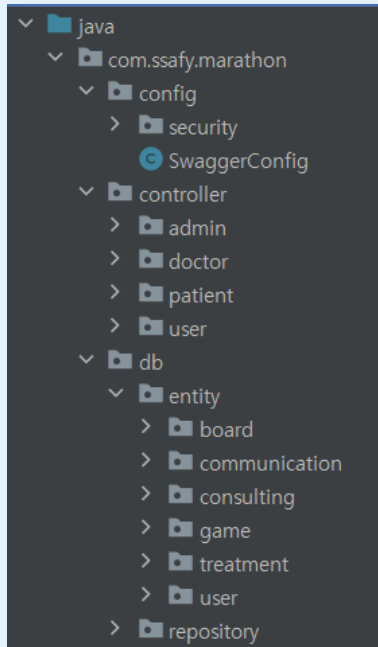 java
com.ssafy.marathon
config
security
C SwaggerConfig
controller
admin
doctor
patient
user
db
entity
board
communication
consulting
game
treatment
user
repository